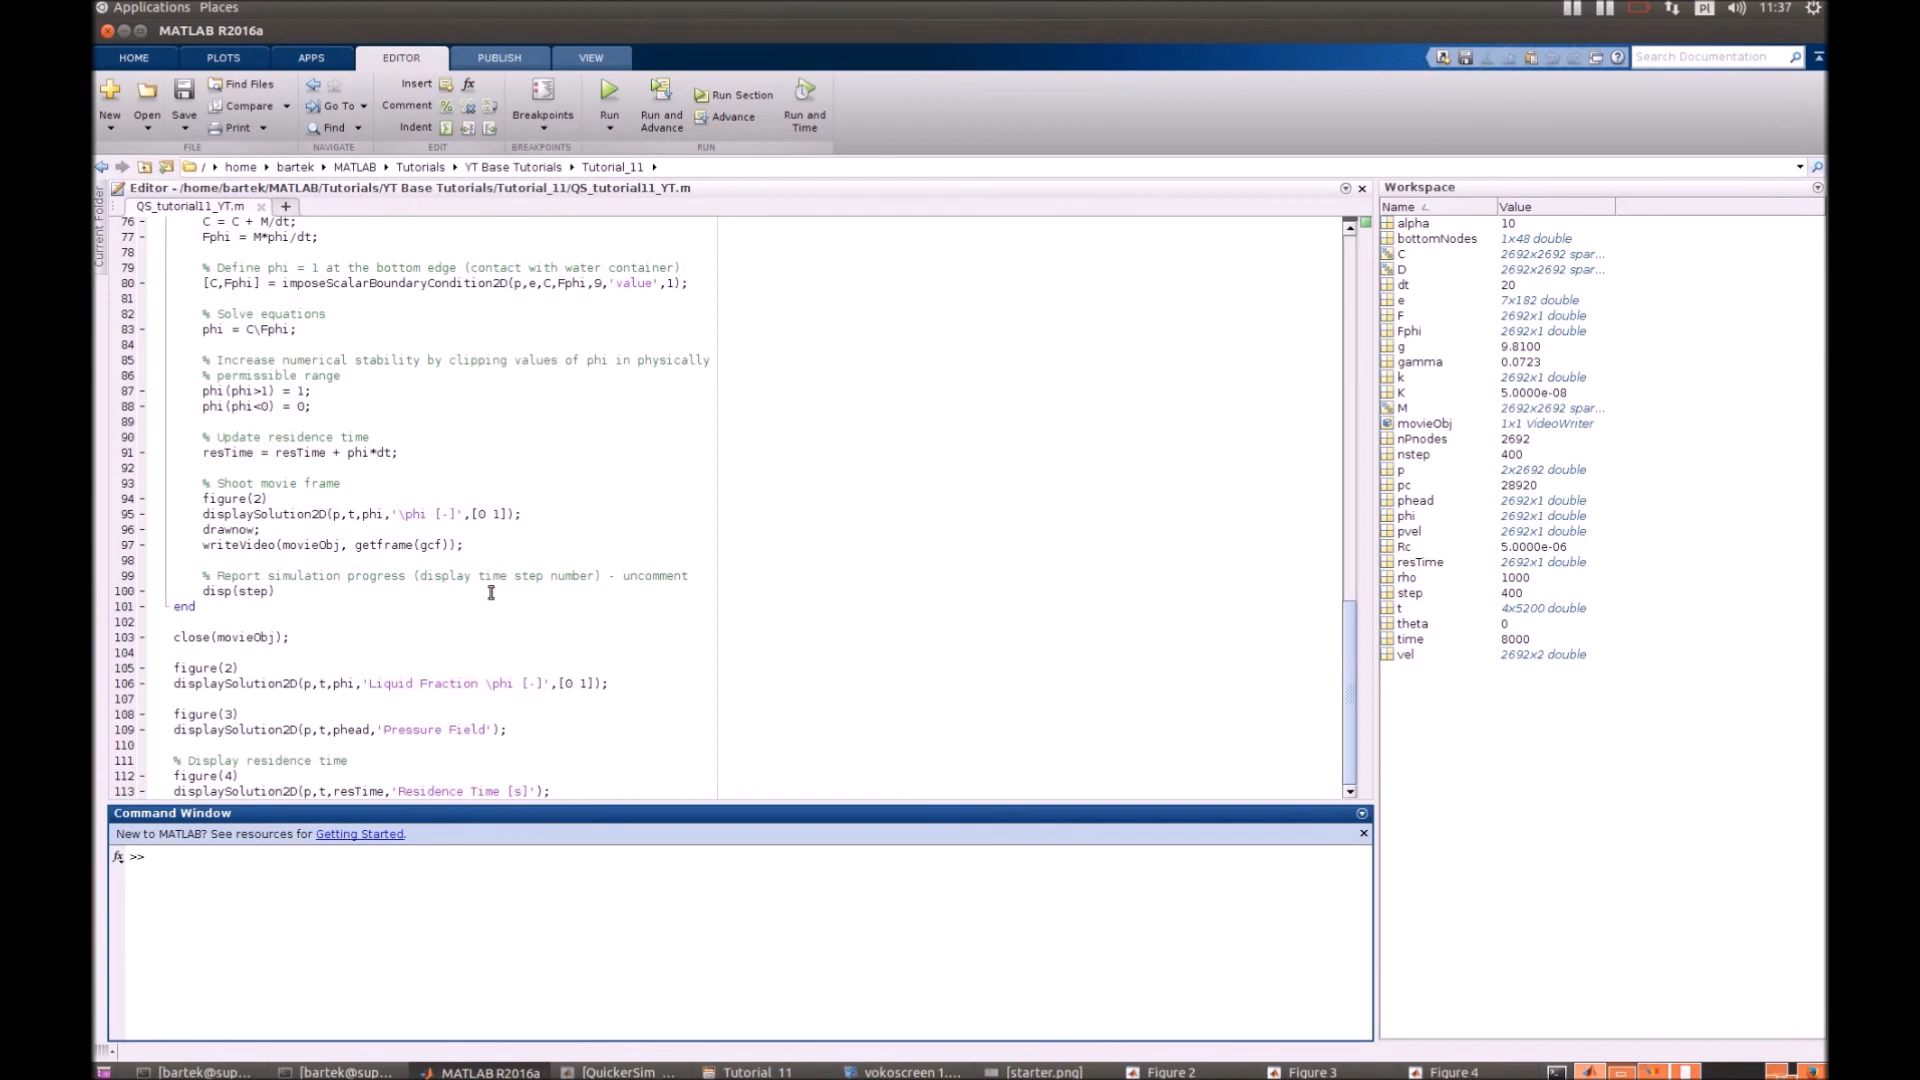 Applications Places
Pl 11:37
MATLAB R2016a
HOME PLOTS APPS EDITOR PUBLISH VIEW
Search Documentation
New Open Save Find Files Compare Print
Go To Find
Insert fx Comment % Indent
Breakpoints
Run Run and Advance Run Section Advance Run and Time
FILE NAVIGATE EDIT BREAKPOINTS RUN
/ home bartek MATLAB Tutorials YT Base Tutorials Tutorial_11
Current Folder
Editor - /home/bartek/MATLAB/Tutorials/YT Base Tutorials/Tutorial_11/QS_tutorial11_YT.m
QS_tutorial11_YT.m
76 - C = C + M/dt;
77 - Fphi = M*phi/dt;
78
79 % Define phi = 1 at the bottom edge (contact with water container)
80 - [C,Fphi] = imposeScalarBoundaryCondition2D(p,e,C,Fphi,9,'value',1);
81
82 % Solve equations
83 - phi = C\Fphi;
84
85 % Increase numerical stability by clipping values of phi in physically
86 % permissible range
87 - phi(phi>1) = 1;
88 - phi(phi<0) = 0;
89
90 % Update residence time
91 - resTime = resTime + phi*dt;
92
93 % Shoot movie frame
94 - figure(2)
95 - displaySolution2D(p,t,phi,'\phi [-]',[0 1]);
96 - drawnow;
97 - writeVideo(movieObj, getframe(gcf));
98
99 % Report simulation progress (display time step number) - uncomment
100 - disp(step)
101 - end
102
103 - close(movieObj);
104
105 - figure(2)
106 - displaySolution2D(p,t,phi,'Liquid Fraction \phi [-]',[0 1]);
107
108 - figure(3)
109 - displaySolution2D(p,t,phead,'Pressure Field');
110
111 % Display residence time
112 - figure(4)
113 - displaySolution2D(p,t,resTime,'Residence Time [s]');
Command Window
New to MATLAB? See resources for Getting Started.
fx >>
Workspace
Name Value
alpha 10
bottomNodes 1x48 double
C 2692x2692 spar...
D 2692x2692 spar...
dt 20
e 7x182 double
F 2692x1 double
Fphi 2692x1 double
g 9.8100
gamma 0.0723
k 2692x1 double
K 5.0000e-08
M 2692x2692 spar...
movieObj 1x1 VideoWriter
nPnodes 2692
nstep 400
p 2x2692 double
pc 28920
phead 2692x1 double
phi 2692x1 double
pvel 2692x1 double
Rc 5.0000e-06
resTime 2692x1 double
rho 1000
step 400
t 4x5200 double
theta 0
time 8000
vel 2692x2 double
[bartek@sup... [bartek@sup... MATLAB R2016a [QuickerSim ... Tutorial 11 vokoscreen 1.... [starter.png] Figure 2 Figure 3 Figure 4